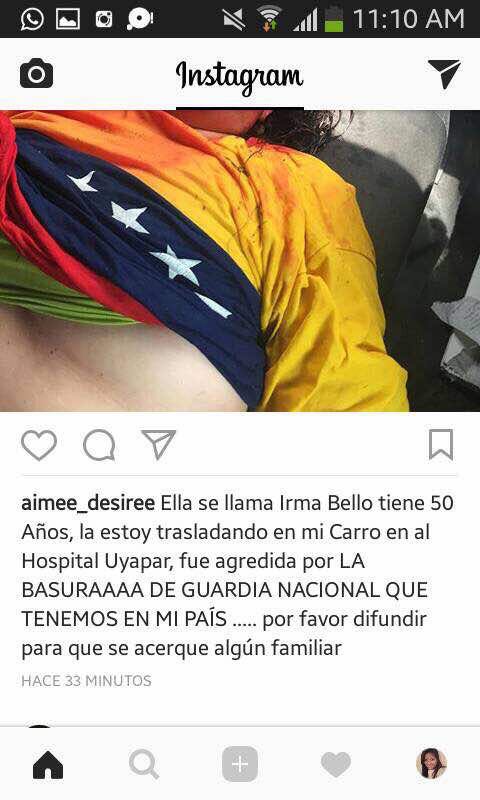 11:10 AM
Instagram
aimee_desiree Ella se llama Irma Bello tiene 50
Años, la estoy trasladando en mi Carro en al
Hospital Uyapar, fue agredida por LA
BASURAAAA DE GUARDIA NACIONAL QUE
TENEMOS EN MI PAÍS ..... por favor difundir
para que se acerque algún familiar
HACE 33 MINUTOS